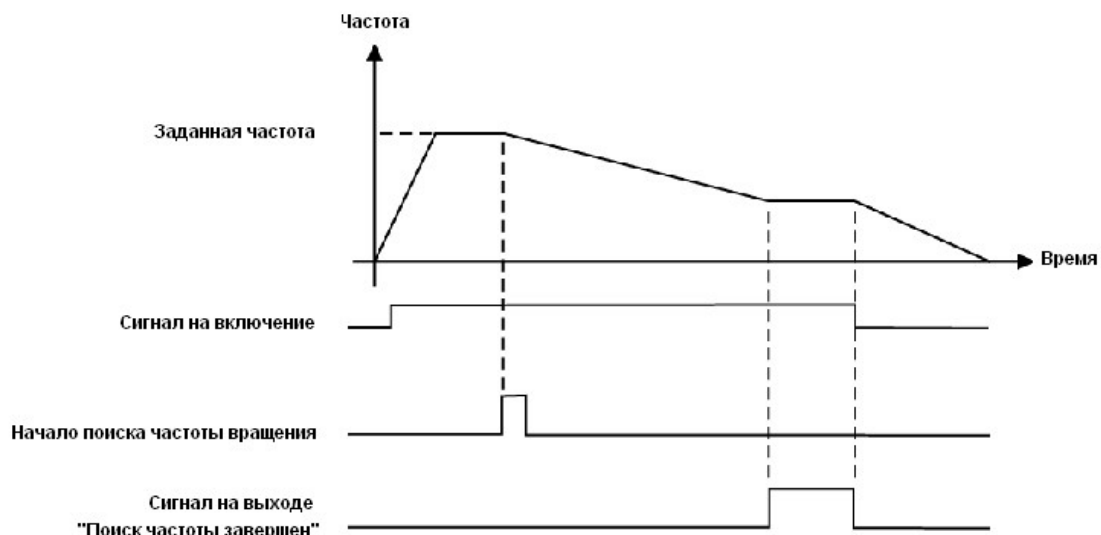 Частота
Заданная частота
Время
Сигнал на включение
Начало поиска частоты вращения
Сигнал на выходе
"Поиск частоты завершен"